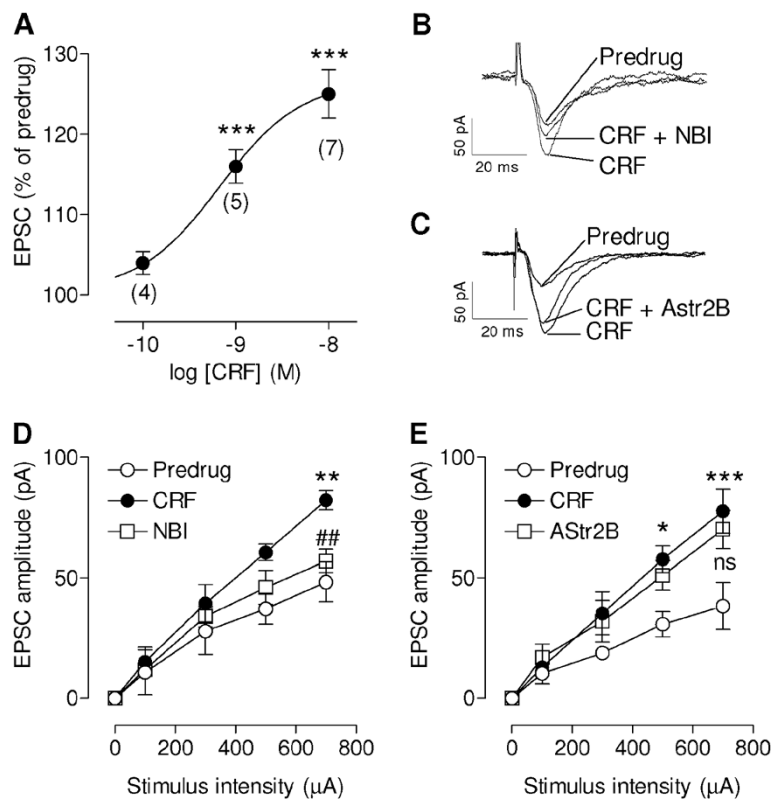 A
EPSC (% of predrug)
130
120
110
100
***
***
(7)
(5)
(4)
-10
-9
-8
log [CRF] (M)
B
Predrug
CRF + NBI
CRF
50 pA
20 ms
C
Predrug
CRF + Astr2B
CRF
50 pA
20 ms
D
EPSC amplitude (pA)
100
50
0
Predrug
CRF
NBI
**
##
0
200
400
600
800
Stimulus intensity (µA)
E
EPSC amplitude (pA)
100
50
0
Predrug
CRF
AStr2B
*
***
ns
0
200
400
600
800
Stimulus intensity (µA)